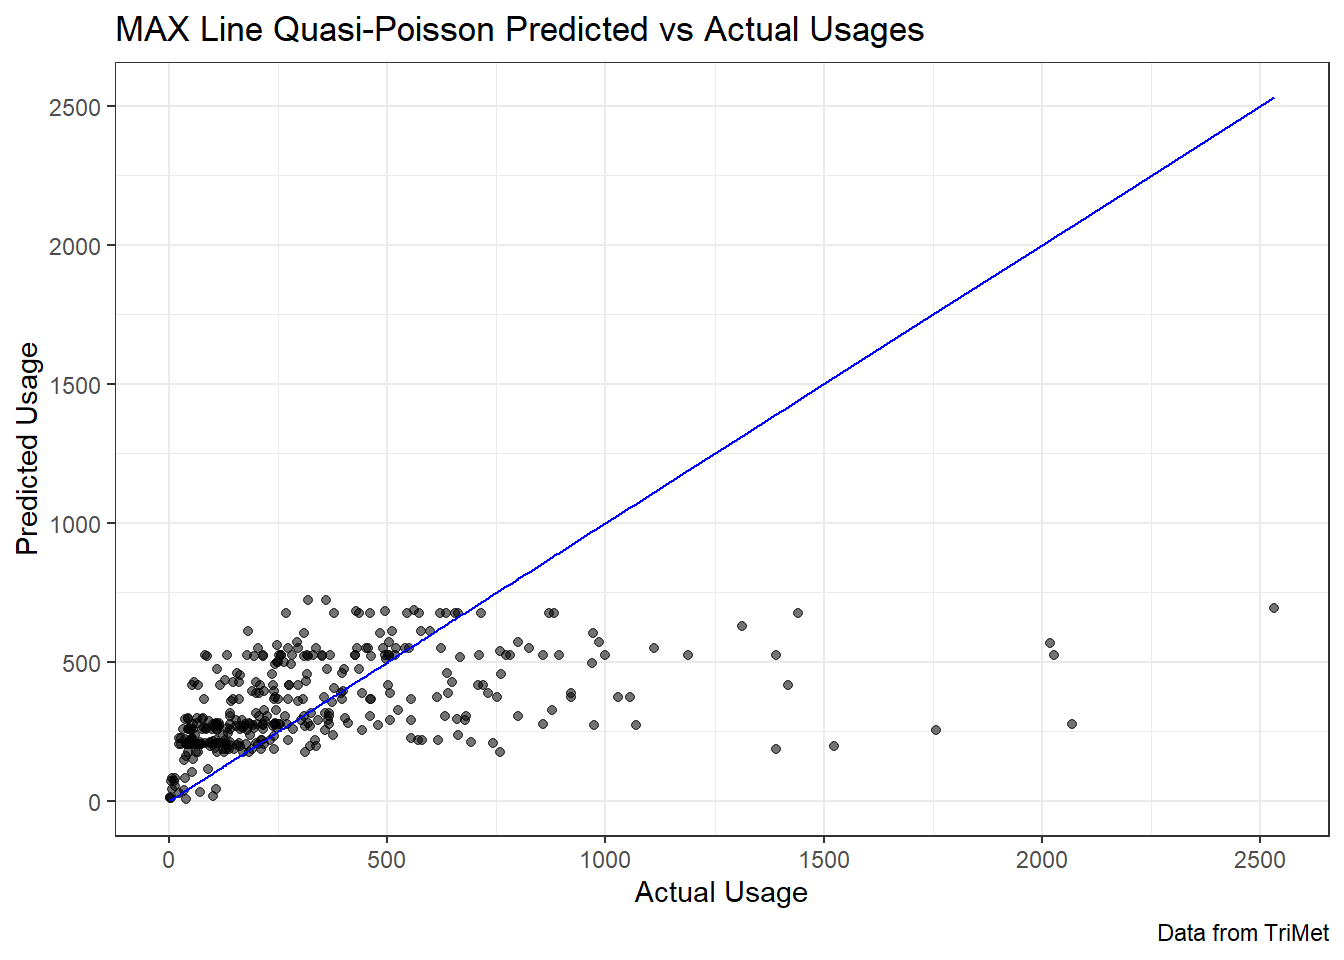 MAX Line Quasi-Poisson Predicted vs Actual Usages
2500
2000
1500
1000
500
0
Predicted Usage
0 500 1000 1500 2000 2500
Actual Usage
Data from TriMet